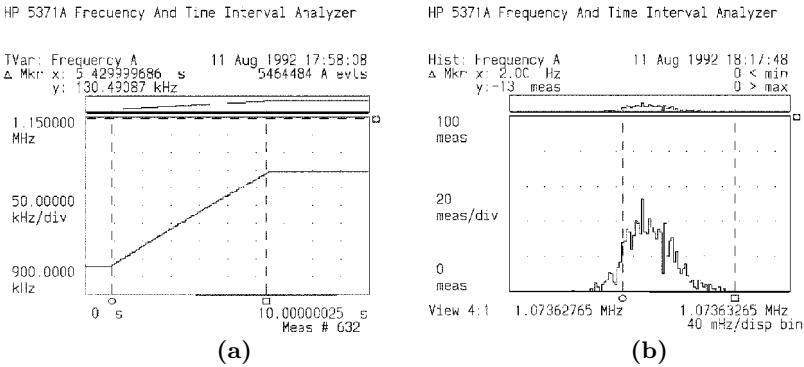 HP 5371A Frecuency And Time Interval Analyzer
TVar: Frequency A 11 Aug 1992 17:58:08
Δ Mkr x: 5.429999686 s 5464484 A evts
y: 130.49087 kHz
1.150000
MHz
50.00000
kHz/div
900.0000
kHz
0 s 10.00000025 s
Meas # 632
(a)
HP 5371A Frequency And Time Interval Analyzer
Hist: Frequency A 11 Aug 1992 18:17:48
Δ Mkr x: 2.00 Hz 0 < min
y:-13 meas 0 > max
100
meas
20
meas/div
0
meas
View 4:1 1.07362765 MHz 1.07363265 MHz
40 mHz/disp bin
(b)